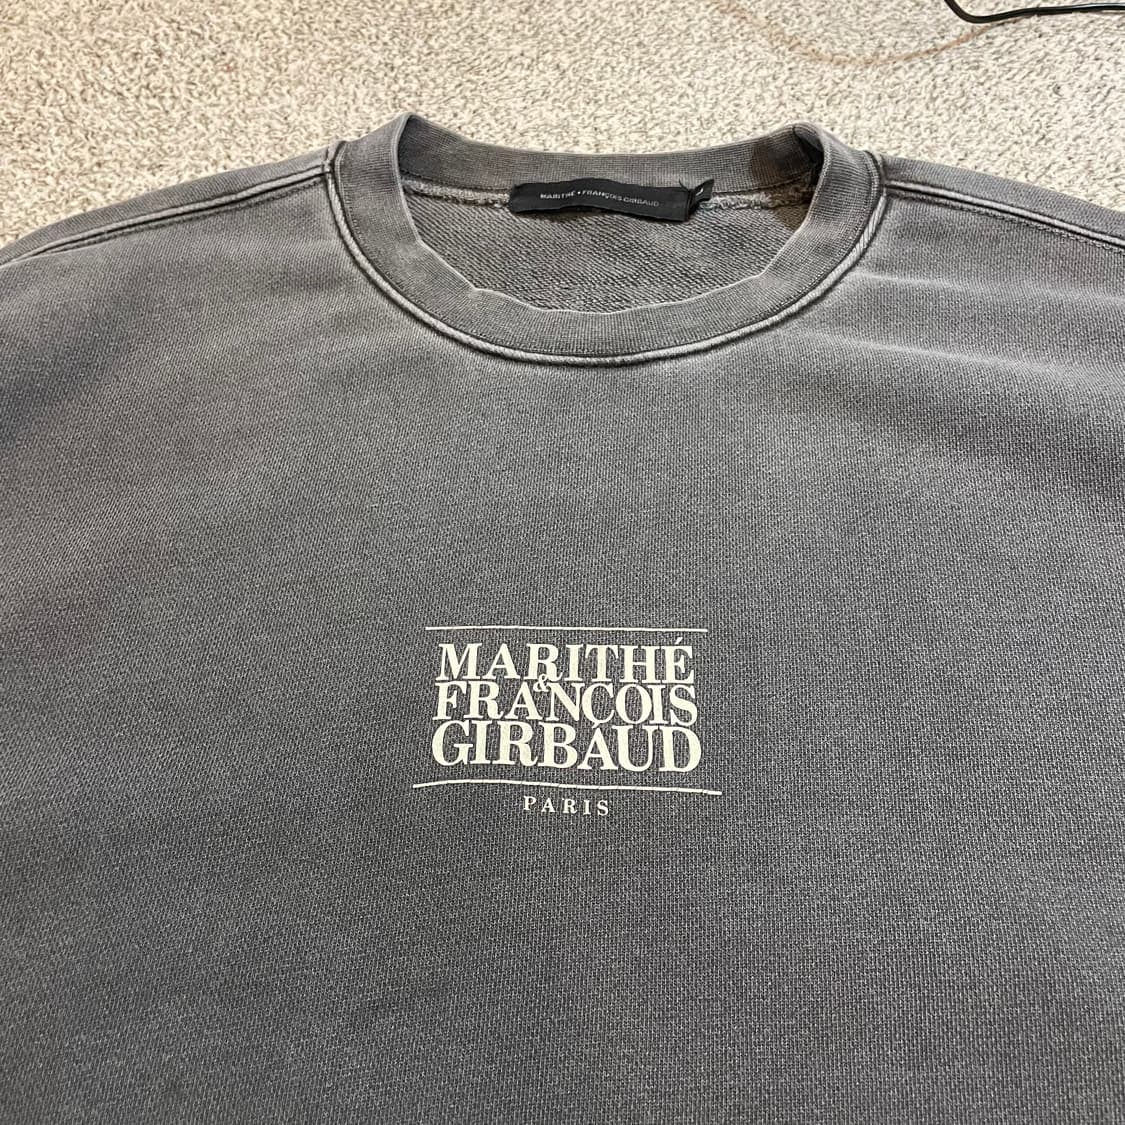 MARITHÉ • FRANÇOIS GIRBAUD
MARITHÉ
&
FRANÇOIS
GIRBAUD
PARIS